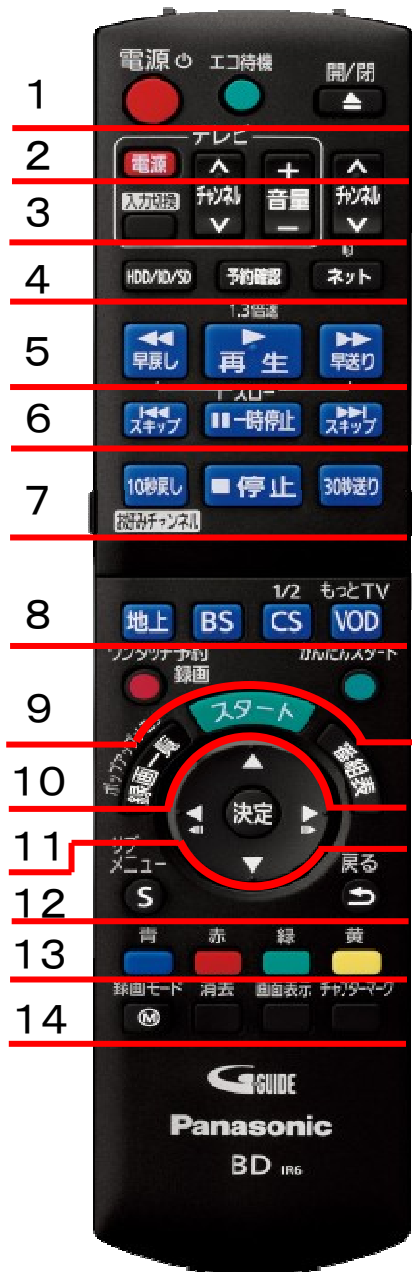 電源 エコ待機 開/閉
1
テレビ
2 電源 チャンネル + 音量 - チャンネル
3 入力切換
4 HDD/BD/SD 予約確認 ネット
1.3倍速
5 早戻し 再生 早送り
スロー
6 スキップ 一時停止 スキップ
7 10秒戻し 停止 30秒送り
お好みチャンネル
1/2 もっとTV
8 地上 BS CS VOD
ワンタッチ予約 録画 かんたんスタート
9 スタート
録画一覧 番組表
10
決定
11 サブメニュー 戻る
12 S
青 赤 緑 黄
13
録画モード 消去 画面表示 チャプターマーク
14 M
G-GUIDE
Panasonic
BD IR6